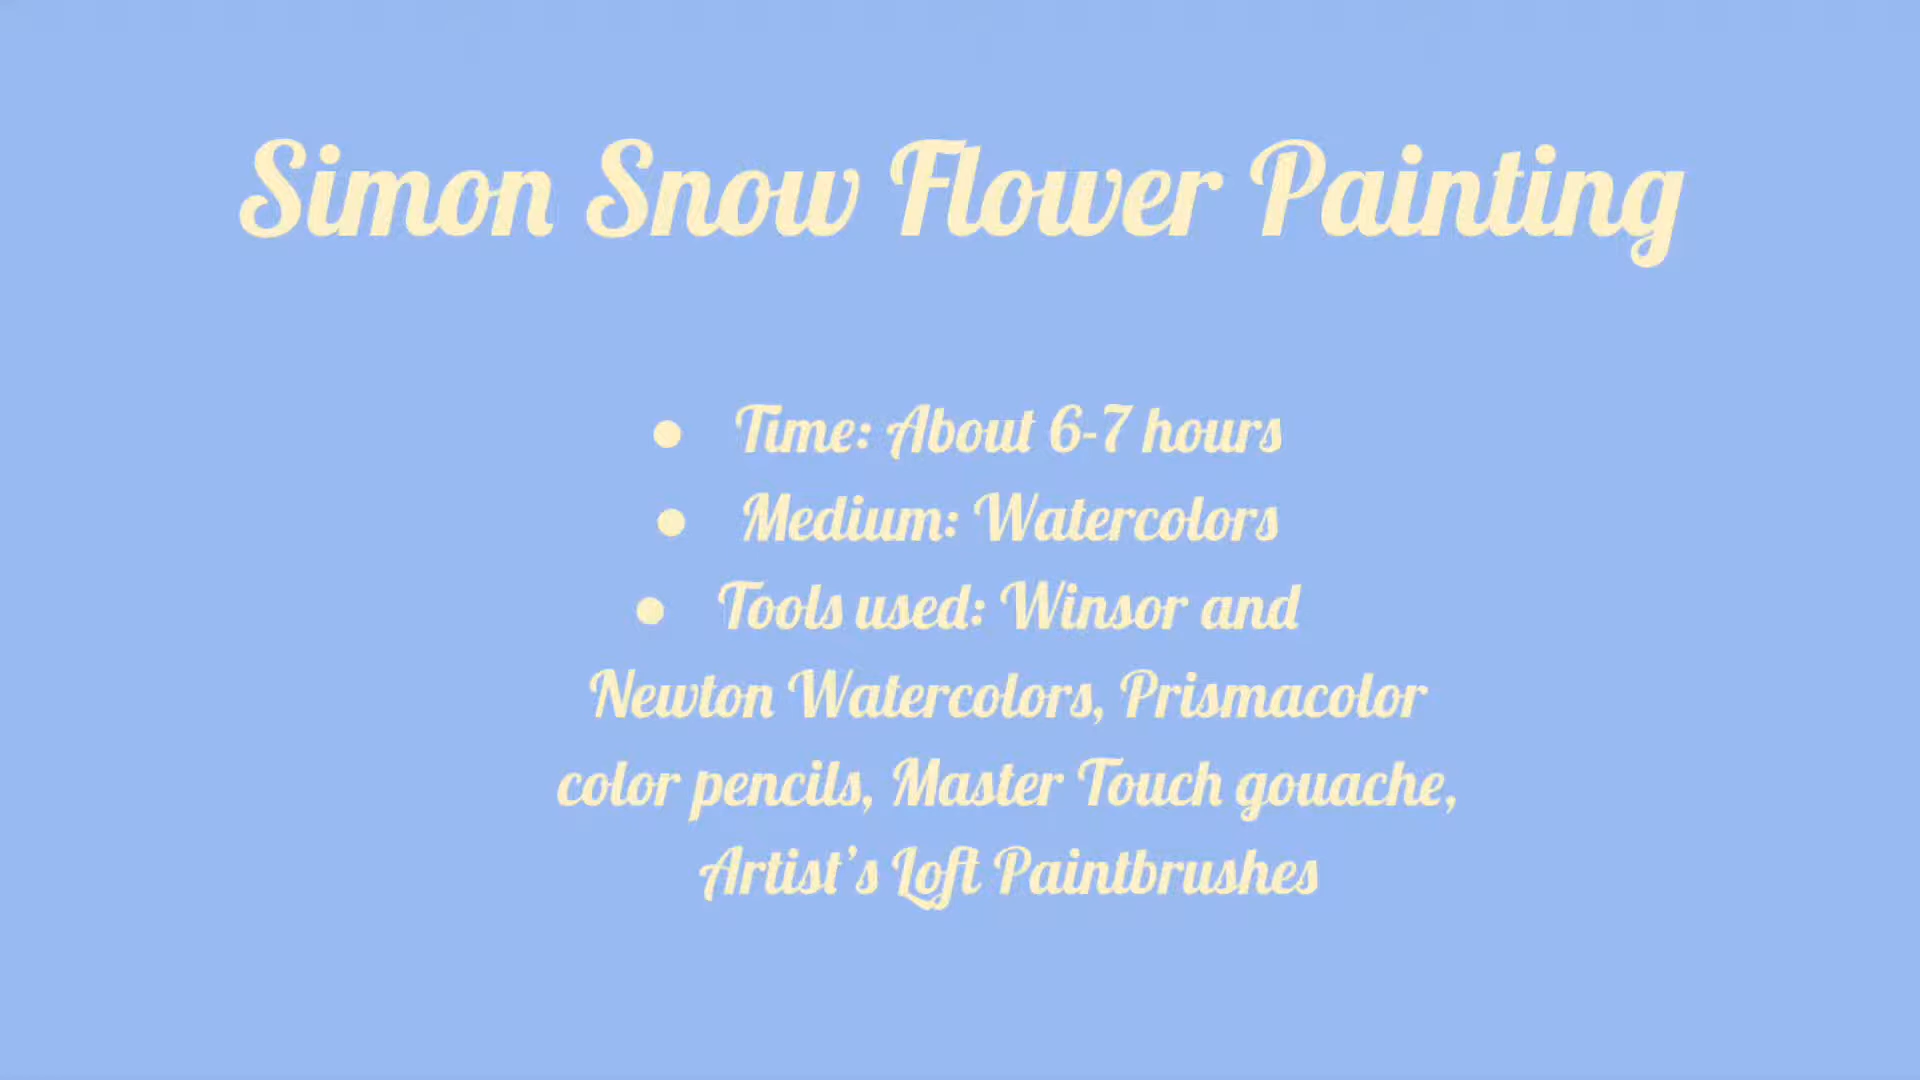 Simon Snow Flower Painting
● Time: About 6-7 hours
● Medium: Watercolors
● Tools used: Winsor and
Newton Watercolors, Prismacolor
color pencils, Master Touch gouache,
Artist’s Loft Paintbrushes